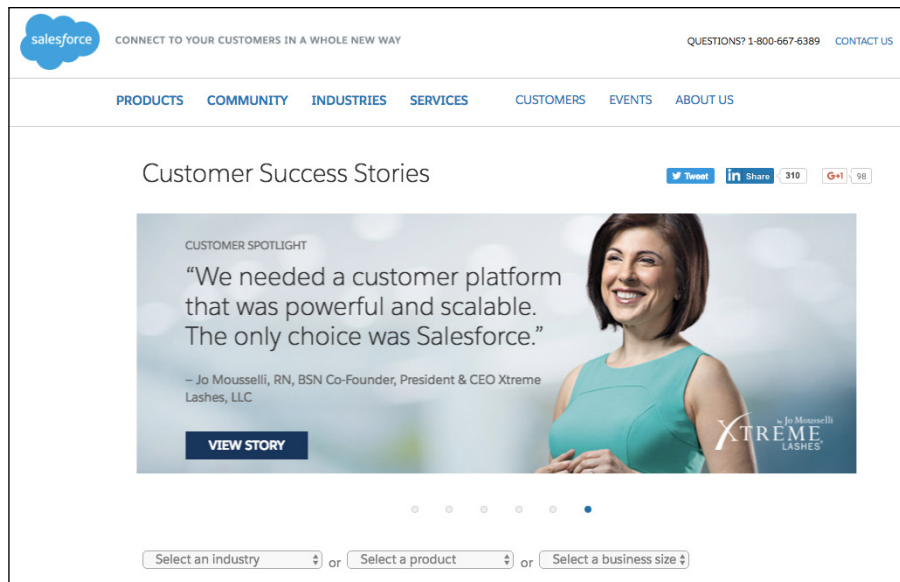 salesforce
CONNECT TO YOUR CUSTOMERS IN A WHOLE NEW WAY
QUESTIONS? 1-800-667-6389 CONTACT US
PRODUCTS COMMUNITY INDUSTRIES SERVICES CUSTOMERS EVENTS ABOUT US
Customer Success Stories
Tweet
in Share 310
G+1 98
CUSTOMER SPOTLIGHT
“We needed a customer platform
that was powerful and scalable.
The only choice was Salesforce.”
– Jo Mousselli, RN, BSN Co-Founder, President & CEO Xtreme
Lashes, LLC
VIEW STORY
by Jo Mousselli
XTRÊME
LASHES®
Select an industry or Select a product or Select a business size